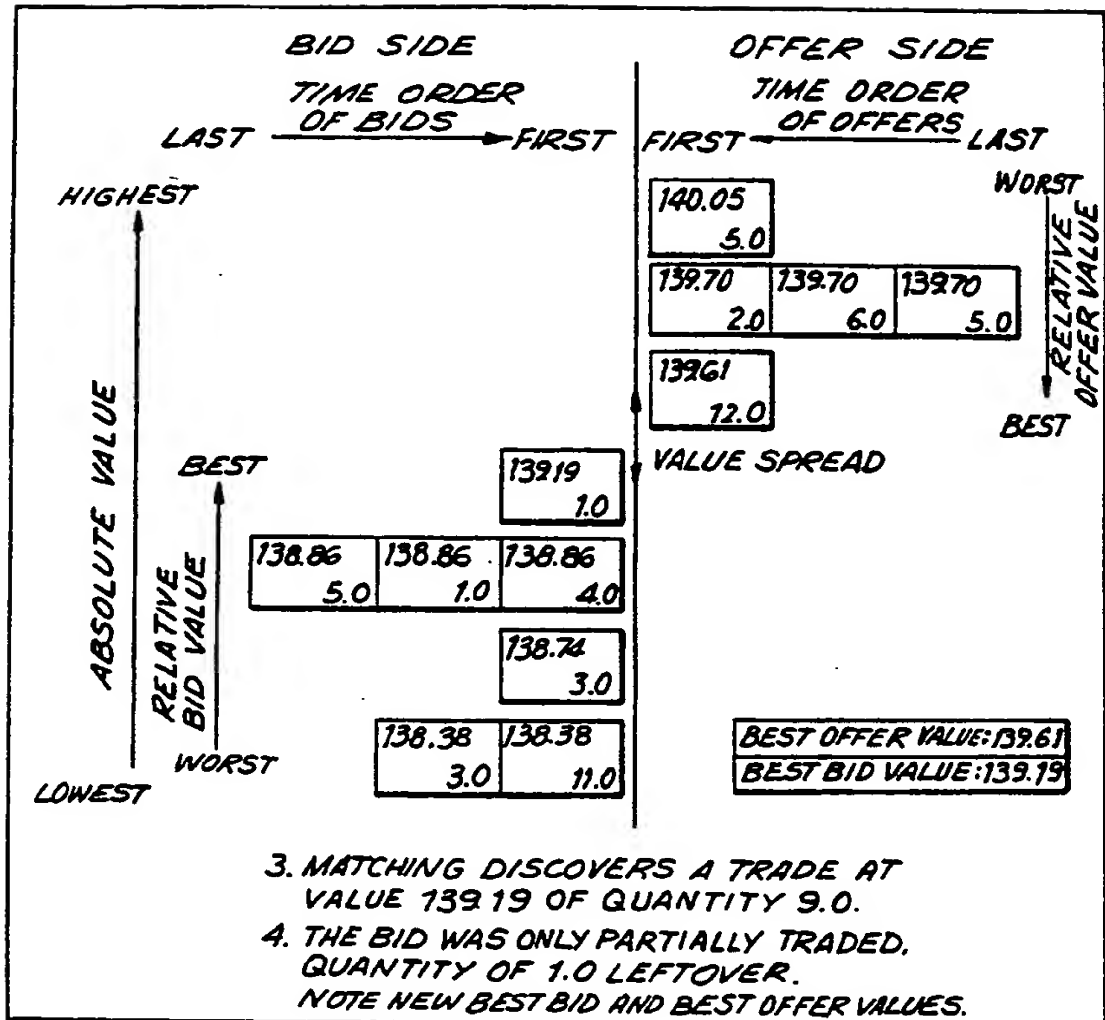 BID SIDE
OFFER SIDE
TIME ORDER
OF BIDS
TIME ORDER
OF OFFERS
LAST
FIRST
FIRST
LAST
HIGHEST
WORST
140.05
5.0
139.70 139.70 139.70
2.0 6.0 5.0
RELATIVE
OFFER VALUE
139.61
12.0
BEST
ABSOLUTE VALUE
BEST
VALUE SPREAD
139.19
1.0
RELATIVE
BID VALUE
138.86 138.86 138.86
5.0 1.0 4.0
138.74
3.0
138.38 138.38
3.0 11.0
WORST
LOWEST
BEST OFFER VALUE:139.61
BEST BID VALUE:139.19
3. MATCHING DISCOVERS A TRADE AT
VALUE 139.19 OF QUANTITY 9.0.
4. THE BID WAS ONLY PARTIALLY TRADED.
QUANTITY OF 1.0 LEFTOVER.
NOTE NEW BEST BID AND BEST OFFER VALUES.